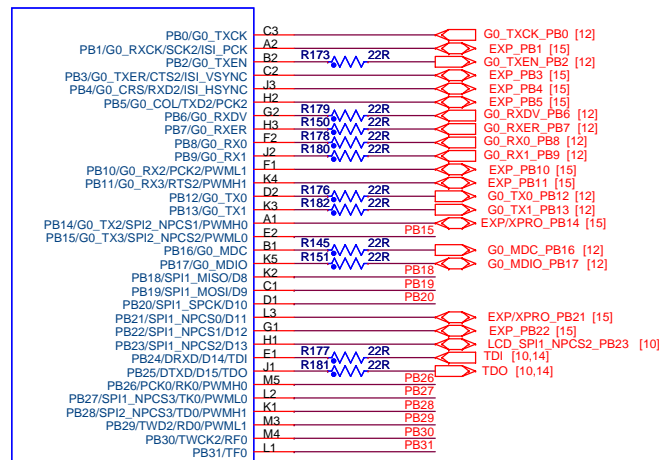 PB0/G0_TXCK C3 G0_TXCK_PB0 [12]
PB1/G0_RXCK/SCK2/ISI_PCK A2 EXP_PB1 [15]
PB2/G0_TXEN B2 R173 22R G0_TXEN_PB2 [12]
PB3/G0_TXER/CTS2/ISI_VSYNC C2 EXP_PB3 [15]
PB4/G0_CRS/RXD2/ISI_HSYNC J3 EXP_PB4 [15]
PB5/G0_COL/TXD2/PCK2 H2 EXP_PB5 [15]
PB6/G0_RXDV G2 R179 22R G0_RXDV_PB6 [12]
PB7/G0_RXER H3 R150 22R G0_RXER_PB7 [12]
PB8/G0_RX0 F2 R178 22R G0_RX0_PB8 [12]
PB9/G0_RX1 J2 R180 22R G0_RX1_PB9 [12]
PB10/G0_RX2/PCK2/PWML1 F1 EXP_PB10 [15]
PB11/G0_RX3/RTS2/PWMH1 K4 EXP_PB11 [15]
PB12/G0_TX0 D2 R176 22R G0_TX0_PB12 [12]
PB13/G0_TX1 K3 R182 22R G0_TX1_PB13 [12]
PB14/G0_TX2/SPI2_NPCS1/PWMH0 A1 EXP/XPRO_PB14 [15]
PB15/G0_TX3/SPI2_NPCS2/PWML0 E2 PB15
PB16/G0_MDC B1 R145 22R G0_MDC_PB16 [12]
PB17/G0_MDIO K5 R151 22R G0_MDIO_PB17 [12]
PB18/SPI1_MISO/D8 K2 PB18
PB19/SPI1_MOSI/D9 C1 PB19
PB20/SPI1_SPCK/D10 D1 PB20
PB21/SPI1_NPCS0/D11 L3 EXP/XPRO_PB21 [15]
PB22/SPI1_NPCS1/D12 G1 EXP_PB22 [15]
PB23/SPI1_NPCS2/D13 H1 LCD_SPI1_NPCS2_PB23 [10]
PB24/DRXD/D14/TDI E1 R177 22R TDI [10,14]
PB25/DTXD/D15/TDO J1 R181 22R TDO [10,14]
PB26/PCK0/RK0/PWMH0 M5 PB26
PB27/SPI1_NPCS3/TK0/PWML0 L2 PB27
PB28/SPI2_NPCS3/TD0/PWMH1 K1 PB28
PB29/TWD2/RD0/PWML1 M3 PB29
PB30/TWCK2/RF0 M4 PB30
PB31/TF0 L1 PB31